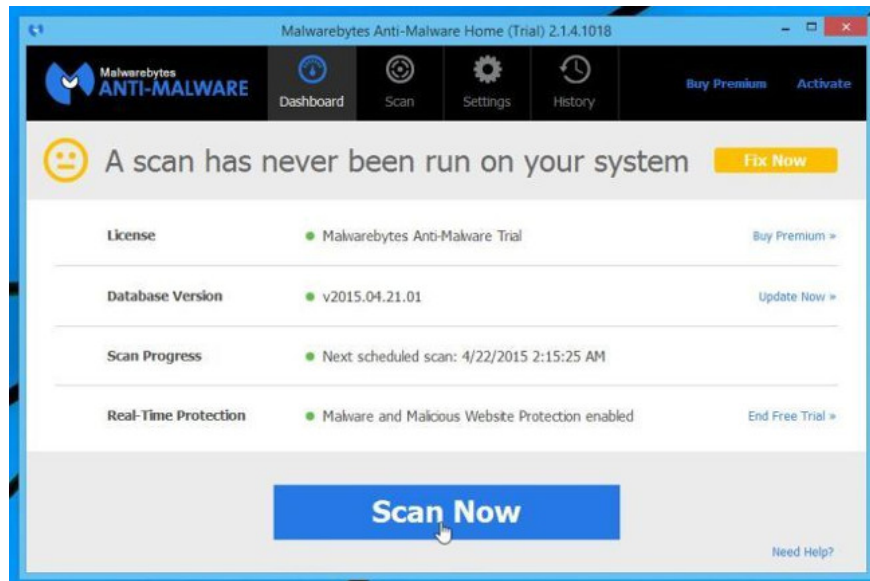 Malwarebytes Anti-Malware Home (Trial) 2.1.4.1018
Malwarebytes
ANTI-MALWARE
Dashboard
Scan
Settings
History
Buy Premium
Activate
A scan has never been run on your system
Fix Now
License
Malwarebytes Anti-Malware Trial
Buy Premium »
Database Version
v2015.04.21.01
Update Now »
Scan Progress
Next scheduled scan: 4/22/2015 2:15:25 AM
Real-Time Protection
Malware and Malicious Website Protection enabled
End Free Trial »
Scan Now
Need Help?